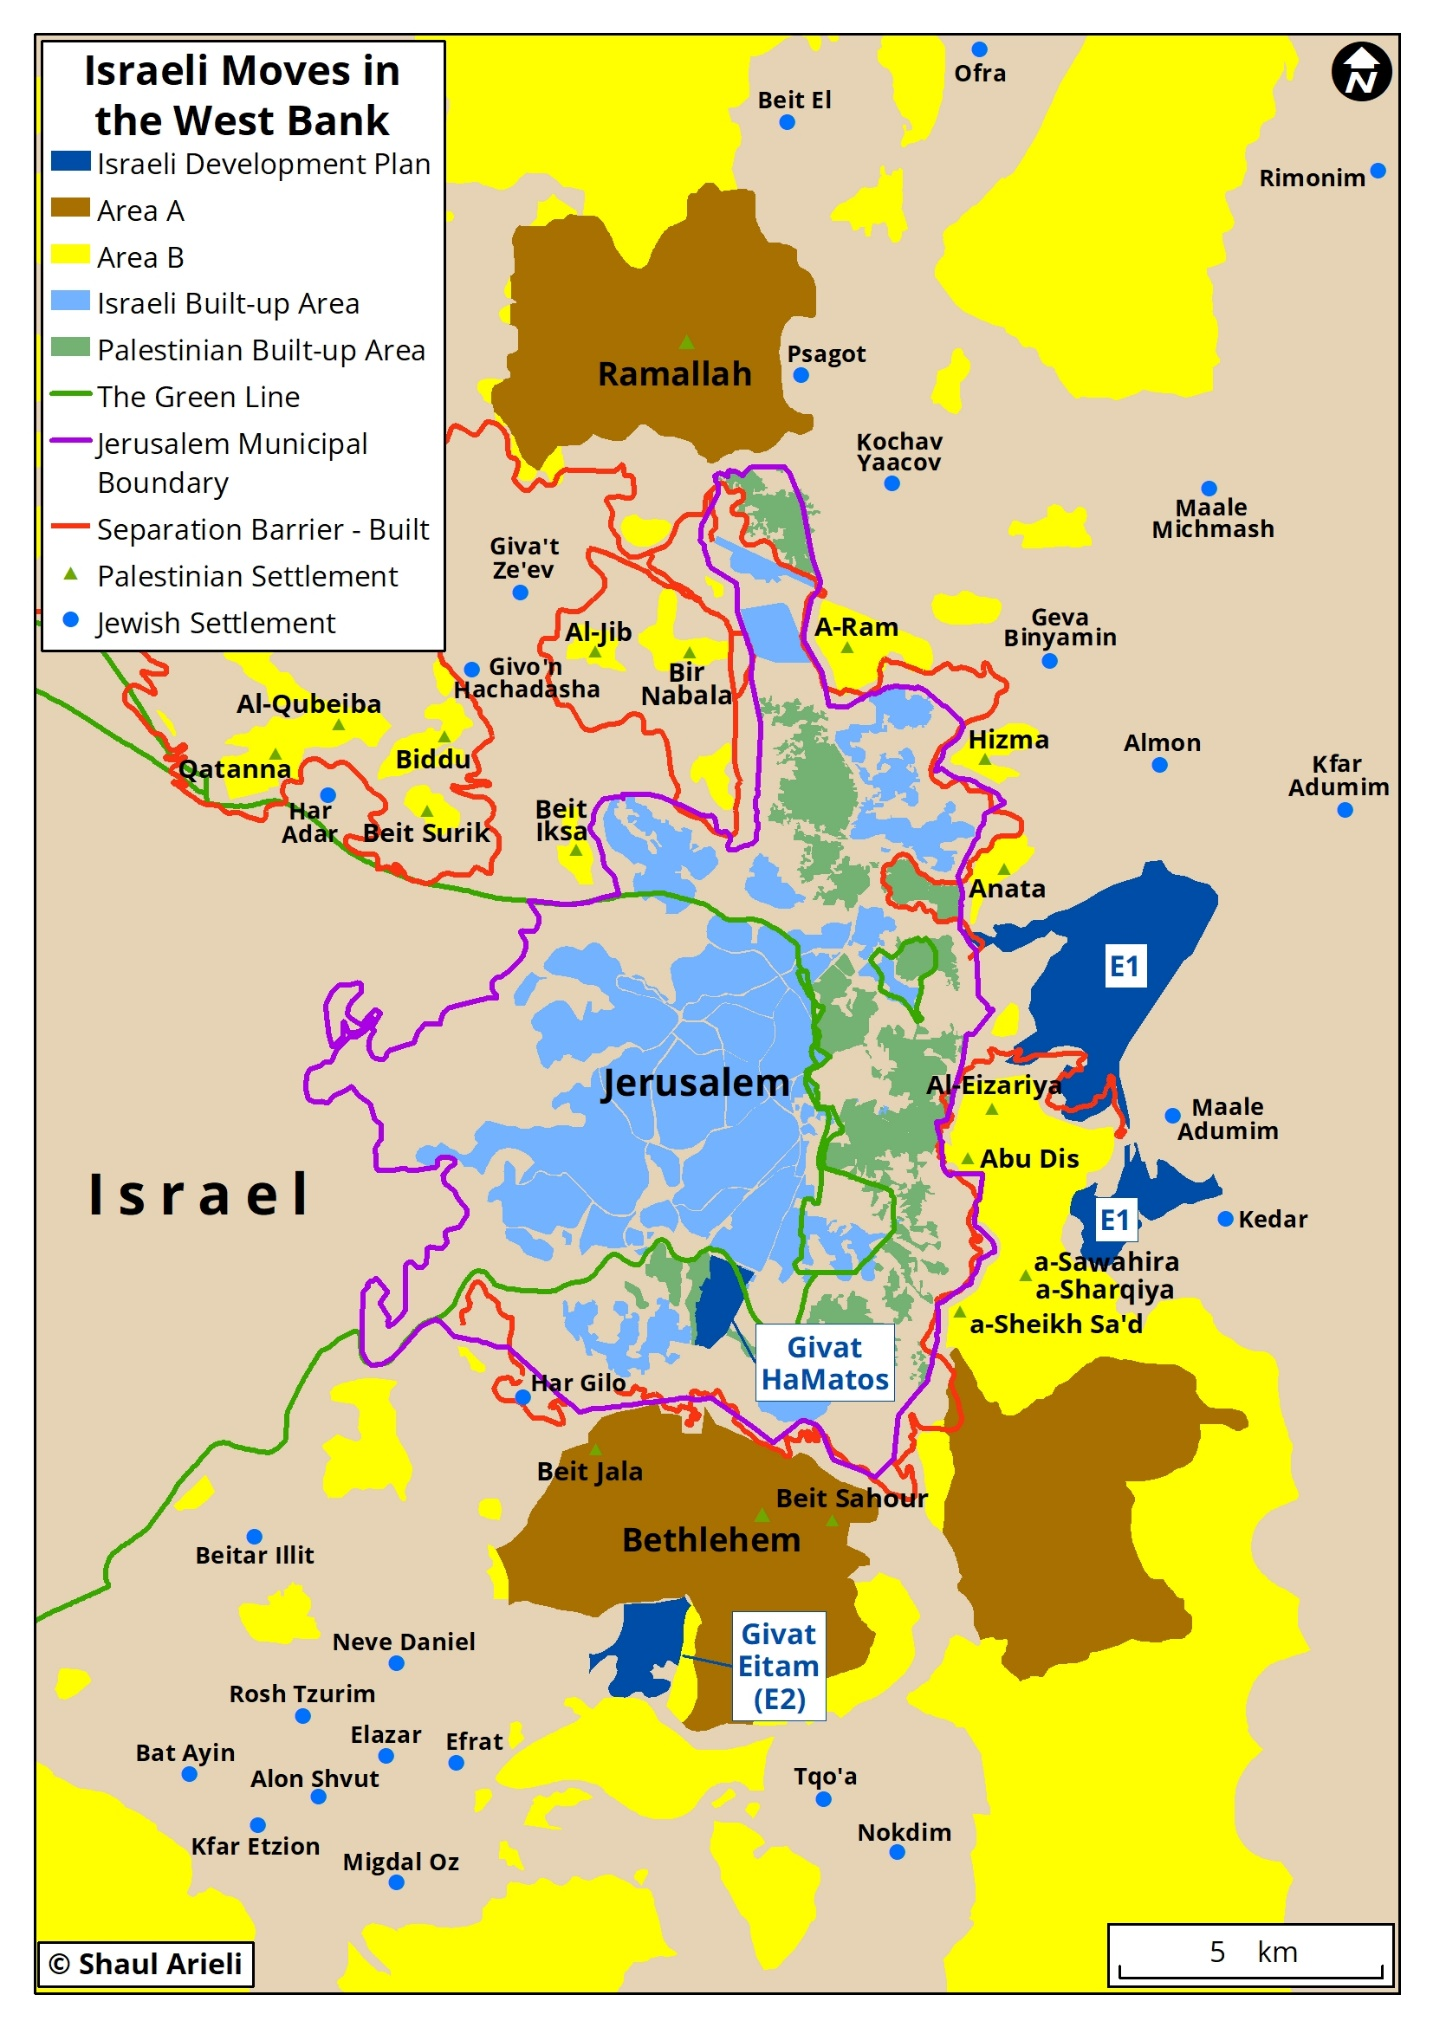 Israeli Moves in
the West Bank
Israeli Development Plan
Area A
Area B
Israeli Built-up Area
Palestinian Built-up Area
The Green Line
Jerusalem Municipal
Boundary
Separation Barrier - Built
Palestinian Settlement
Jewish Settlement
N
Ofra
Beit El
Rimonim
Psagot
Ramallah
Kochav
Yaacov
Maale
Michmash
Giva't
Ze'ev
Geva
Binyamin
A-Ram
Al-Jib
Bir
Nabala
Givo'n
Hachadasha
Al-Qubeiba
Biddu
Qatanna
Hizma
Almon
Kfar
Adumim
Har
Adar
Beit Surik
Beit
Iksa
Anata
E1
Jerusalem
Al-Eizariya
Maale
Adumim
Abu Dis
Israel
E1
Kedar
a-Sawahira
a-Sharqiya
a-Sheikh Sa'd
Givat
HaMatos
Har Gilo
Beit Jala
Beit Sahour
Bethlehem
Beitar Illit
Givat
Eitam
(E2)
Neve Daniel
Rosh Tzurim
Elazar
Efrat
Bat Ayin
Alon Shvut
Tqo'a
Kfar Etzion
Nokdim
Migdal Oz
© Shaul Arieli
5 km